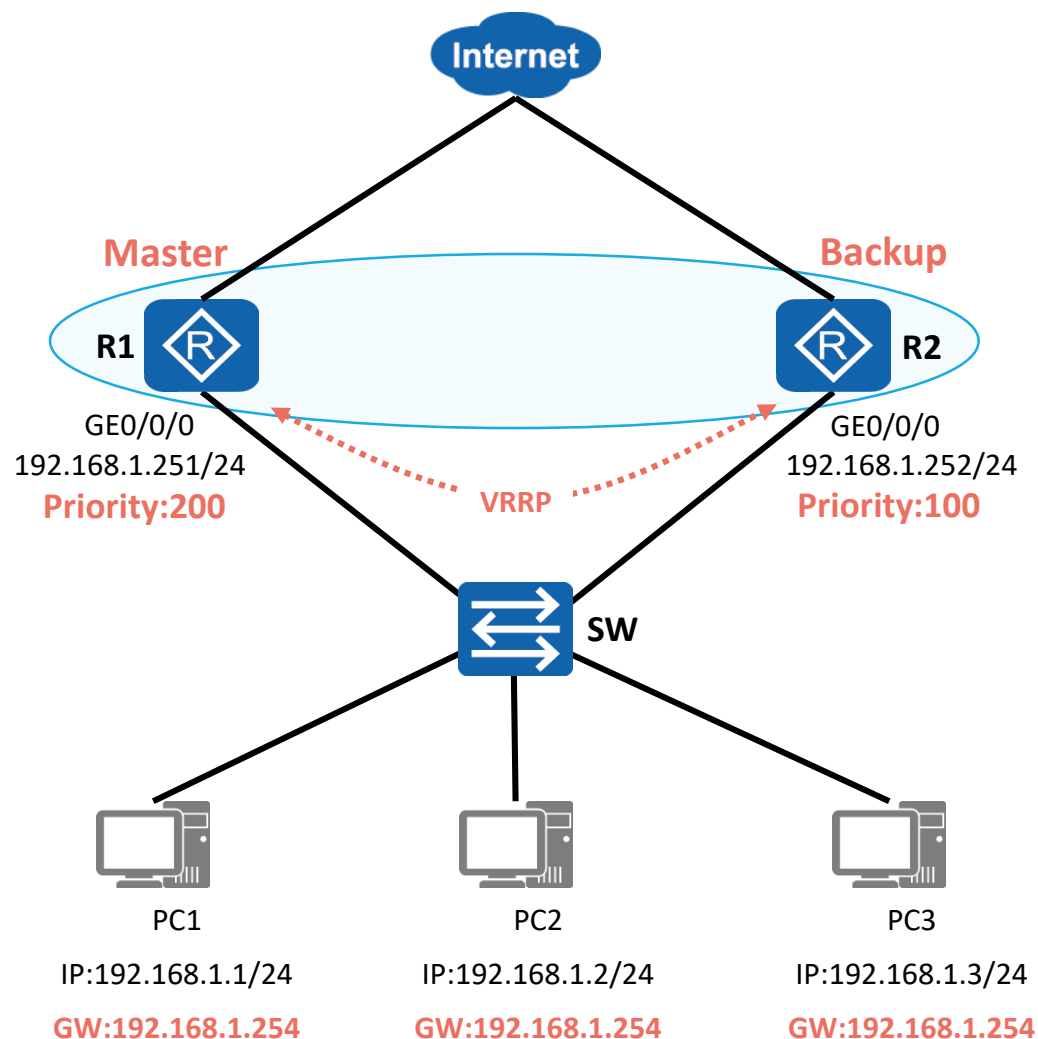 Internet
Master
Backup
R1
R
R
R2
GE0/0/0
192.168.1.251/24
Priority:200
GE0/0/0
192.168.1.252/24
Priority:100
VRRP
SW
PC1
IP:192.168.1.1/24
GW:192.168.1.254
PC2
IP:192.168.1.2/24
GW:192.168.1.254
PC3
IP:192.168.1.3/24
GW:192.168.1.254